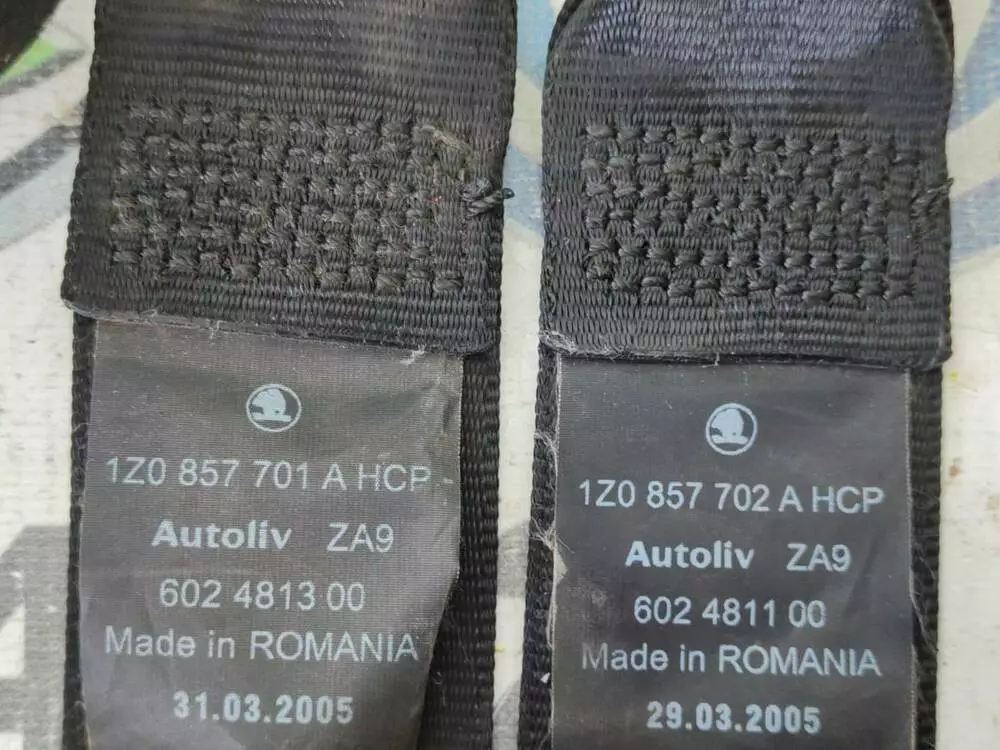 1Z0 857 701 A HCP
Autoliv ZA9
602 4813 00
Made in ROMANIA
31.03.2005
1Z0 857 702 A HCP
Autoliv ZA9
602 4811 00
Made in ROMANIA
29.03.2005